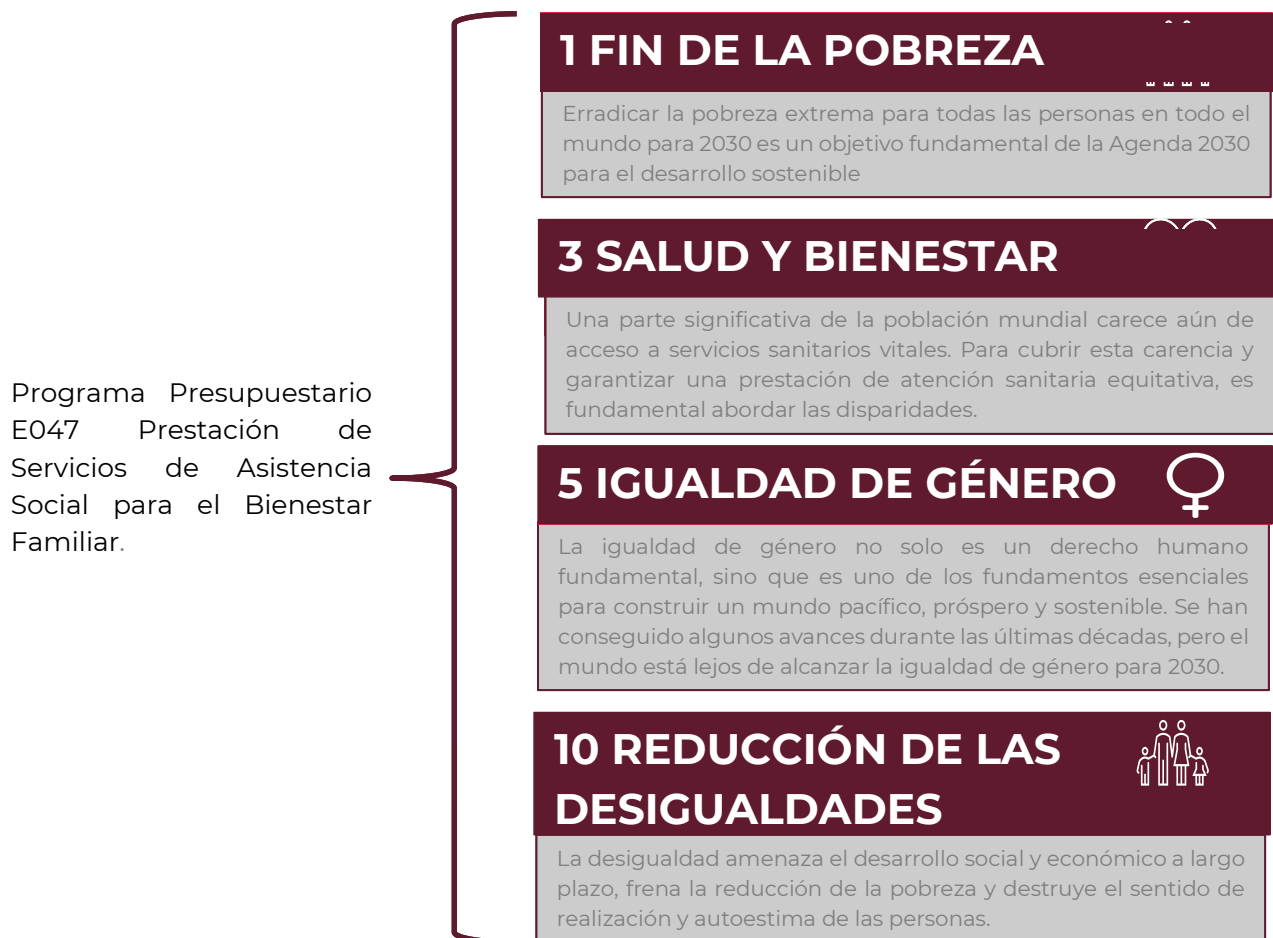 Programa Presupuestario
E047 Prestación de
Servicios de Asistencia
Social para el Bienestar
Familiar.
1 FIN DE LA POBREZA
Erradicar la pobreza extrema para todas las personas en todo el
mundo para 2030 es un objetivo fundamental de la Agenda 2030
para el desarrollo sostenible
3 SALUD Y BIENESTAR
Una parte significativa de la población mundial carece aún de
acceso a servicios sanitarios vitales. Para cubrir esta carencia y
garantizar una prestación de atención sanitaria equitativa, es
fundamental abordar las disparidades.
5 IGUALDAD DE GÉNERO
La igualdad de género no solo es un derecho humano
fundamental, sino que es uno de los fundamentos esenciales
para construir un mundo pacífico, próspero y sostenible. Se han
conseguido algunos avances durante las últimas décadas, pero el
mundo está lejos de alcanzar la igualdad de género para 2030.
10 REDUCCIÓN DE LAS
DESIGUALDADES
La desigualdad amenaza el desarrollo social y económico a largo
plazo, frena la reducción de la pobreza y destruye el sentido de
realización y autoestima de las personas.